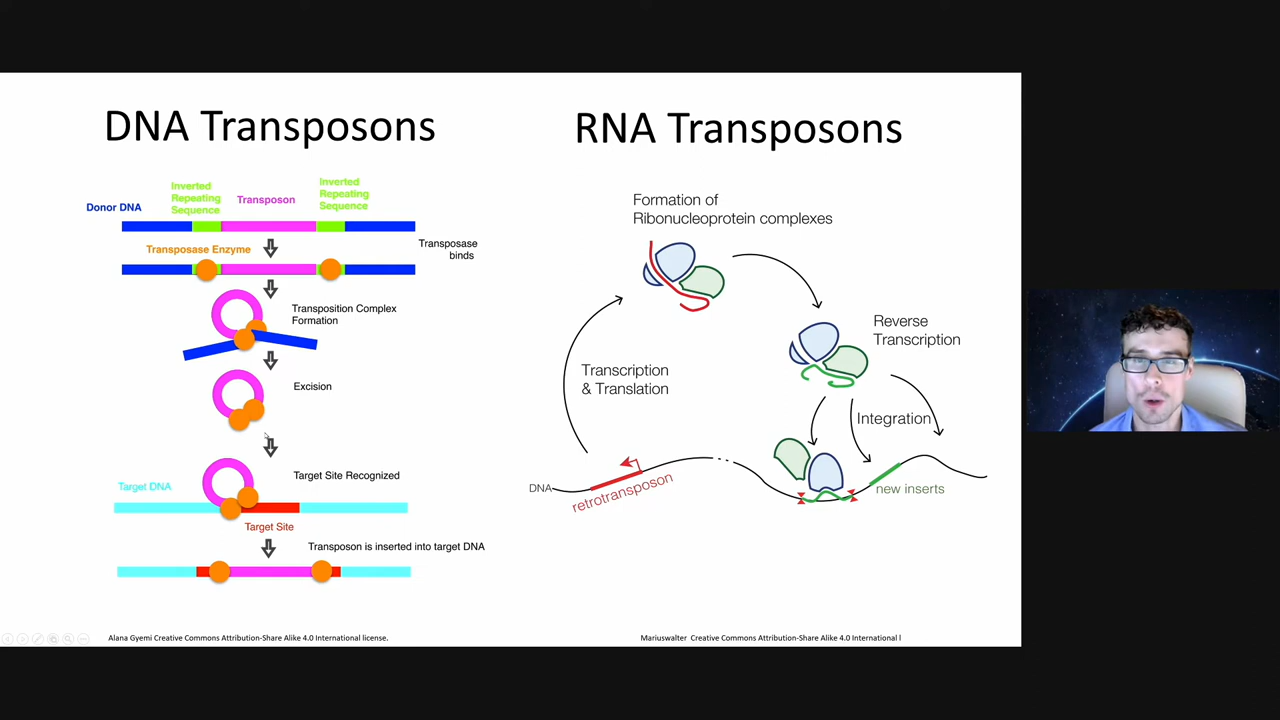 DNA Transposons
Inverted
Repeating
Sequence
Transposon
Inverted
Repeating
Sequence
Donor DNA
Transposase Enzyme
Transposase
binds
Transposition Complex
Formation
Excision
Target Site Recognized
Target DNA
Target Site
Transposon is inserted into target DNA
Alana Gyemi Creative Commons Attribution-Share Alike 4.0 International license.
RNA Transposons
Formation of
Ribonucleoprotein complexes
Reverse
Transcription
Transcription
& Translation
Integration
DNA
retrotransposon
new inserts
Mariuswalter Creative Commons Attribution-Share Alike 4.0 International l